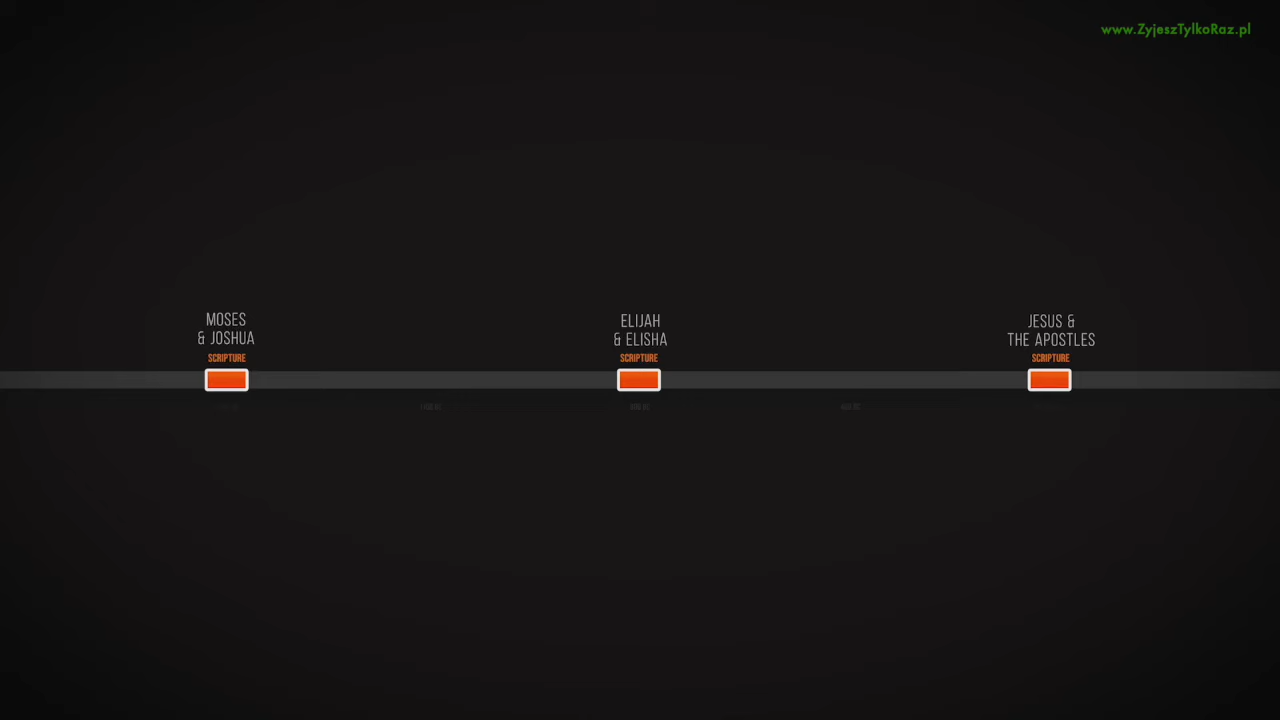 www.ZyjeszTylkoRaz.pl
MOSES
& JOSHUA
SCRIPTURE
ELIJAH
& ELISHA
SCRIPTURE
JESUS &
THE APOSTLES
SCRIPTURE